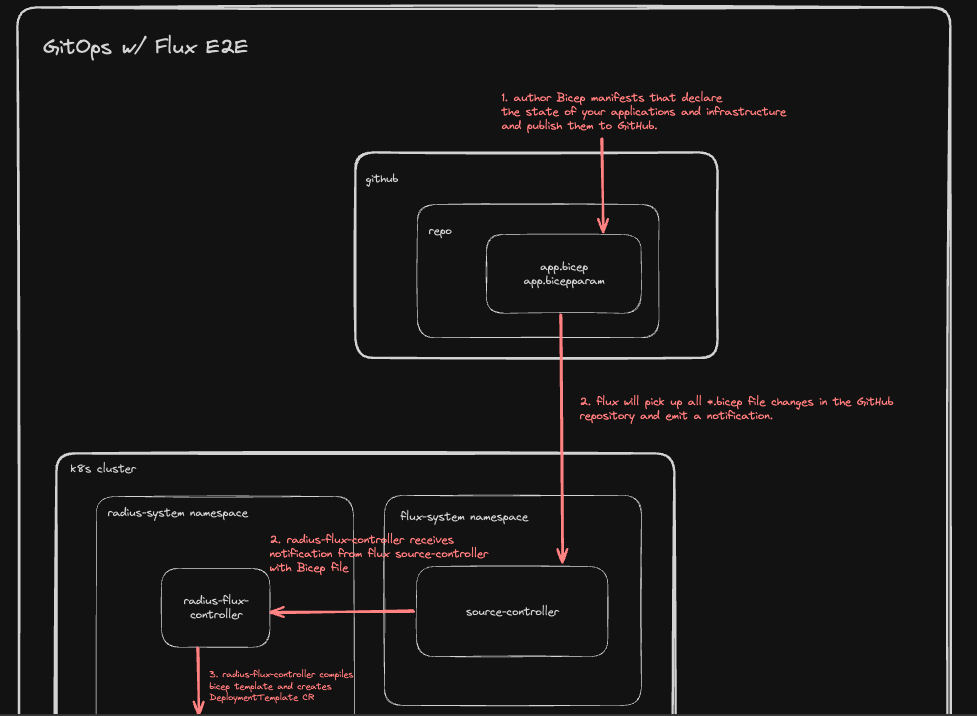 GitOps w/ Flux E2E
1. author Bicep manifests that declare
the state of your applications and infrastructure
and publish them to GitHub.
github
repo
app.bicep
app.bicepparam
2. flux will pick up all *.bicep file changes in the GitHub
repository and emit a notification.
k8s cluster
radius-system namespace
flux-system namespace
2. radius-flux-controller receives
notification from flux source-controller
with Bicep file
radius-flux-
controller
source-controller
3. radius-flux-controller compiles
bicep template and creates
DeploymentTemplate CR